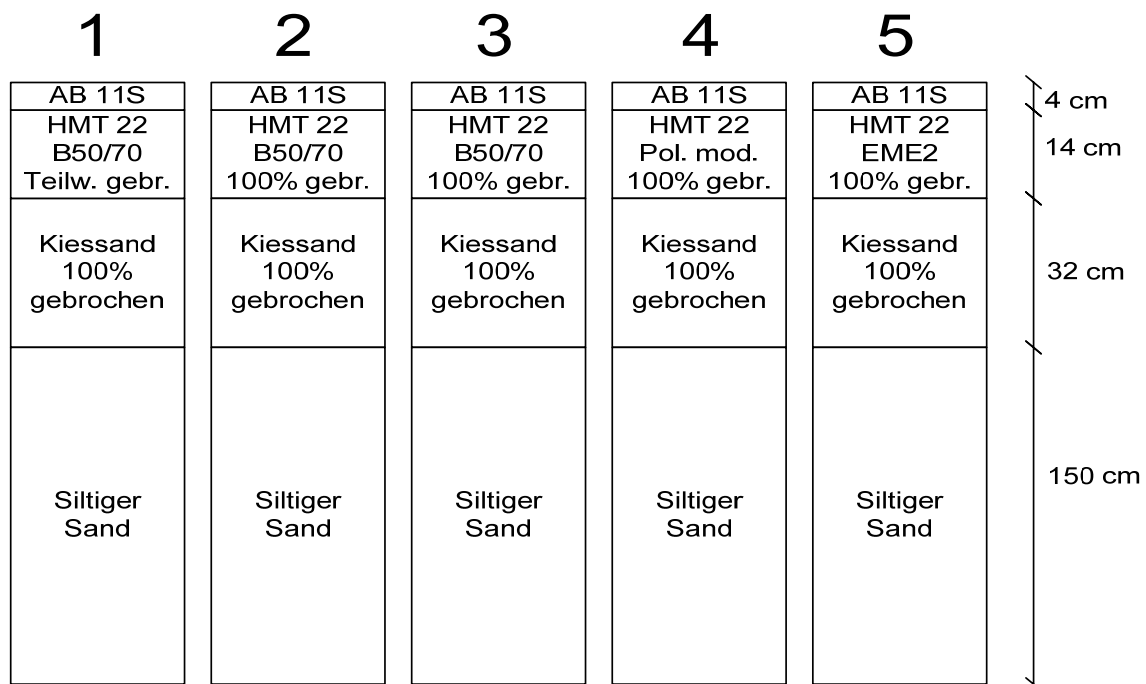 1 2 3 4 5
AB 11S AB 11S AB 11S AB 11S AB 11S
4 cm
HMT 22 HMT 22 HMT 22 HMT 22 HMT 22
B50/70 B50/70 B50/70 Pol. mod. EME2
14 cm
Teilw. gebr. 100% gebr. 100% gebr. 100% gebr. 100% gebr.
Kiessand Kiessand Kiessand Kiessand Kiessand
100% 100% 100% 100% 100%
32 cm
gebrochen gebrochen gebrochen gebrochen gebrochen
150 cm
Siltiger Siltiger Siltiger Siltiger Siltiger
Sand Sand Sand Sand Sand